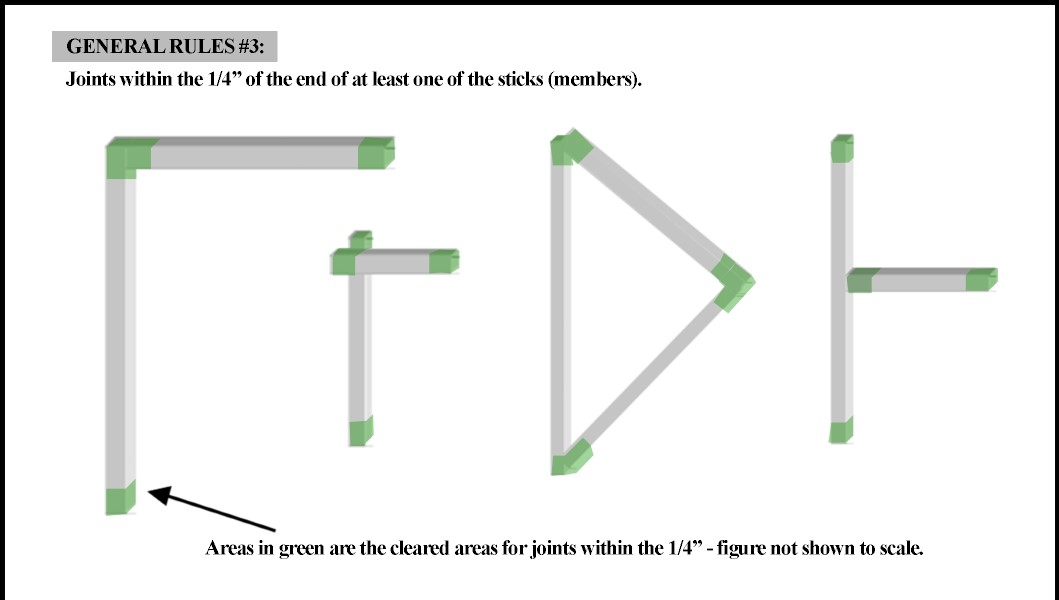 GENERAL RULES #3:
Joints within the 1/4” of the end of at least one of the sticks (members).
Areas in green are the cleared areas for joints within the 1/4” - figure not shown to scale.